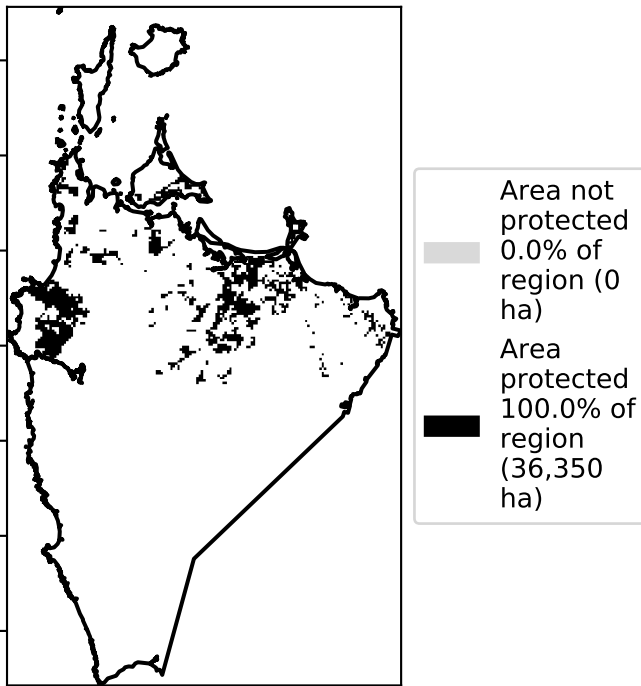 Area not
protected
0.0% of
region (0
ha)
Area
protected
100.0% of
region
(36,350
ha)